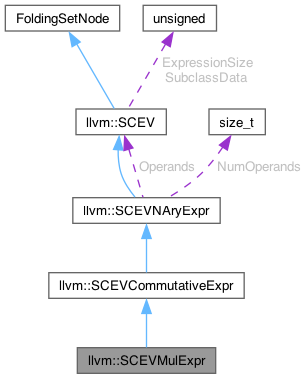 FoldingSetNode
unsigned
ExpressionSize
SubclassData
llvm::SCEV
size_t
Operands
NumOperands
llvm::SCEVNAryExpr
llvm::SCEVCommutativeExpr
llvm::SCEVMulExpr